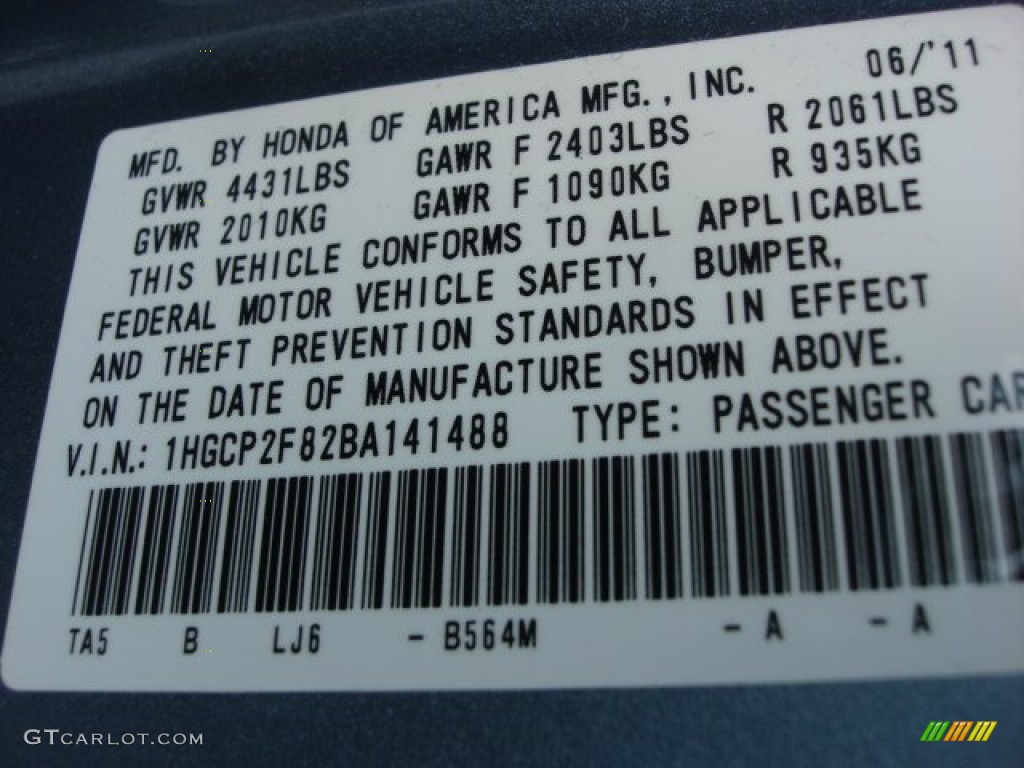 MFD. BY HONDA OF AMERICA MFG., INC. 06/'11
GVWR 4431LBS GAWR F 2403LBS R 2061LBS
GVWR 2010KG GAWR F 1090KG R 935KG
THIS VEHICLE CONFORMS TO ALL APPLICABLE
FEDERAL MOTOR VEHICLE SAFETY, BUMPER,
AND THEFT PREVENTION STANDARDS IN EFFECT
ON THE DATE OF MANUFACTURE SHOWN ABOVE.
V.I.N.: 1HGCP2F82BA141488 TYPE: PASSENGER CAR
TA5 B LJ6 - B564M - A - A
GTCARLOT.COM